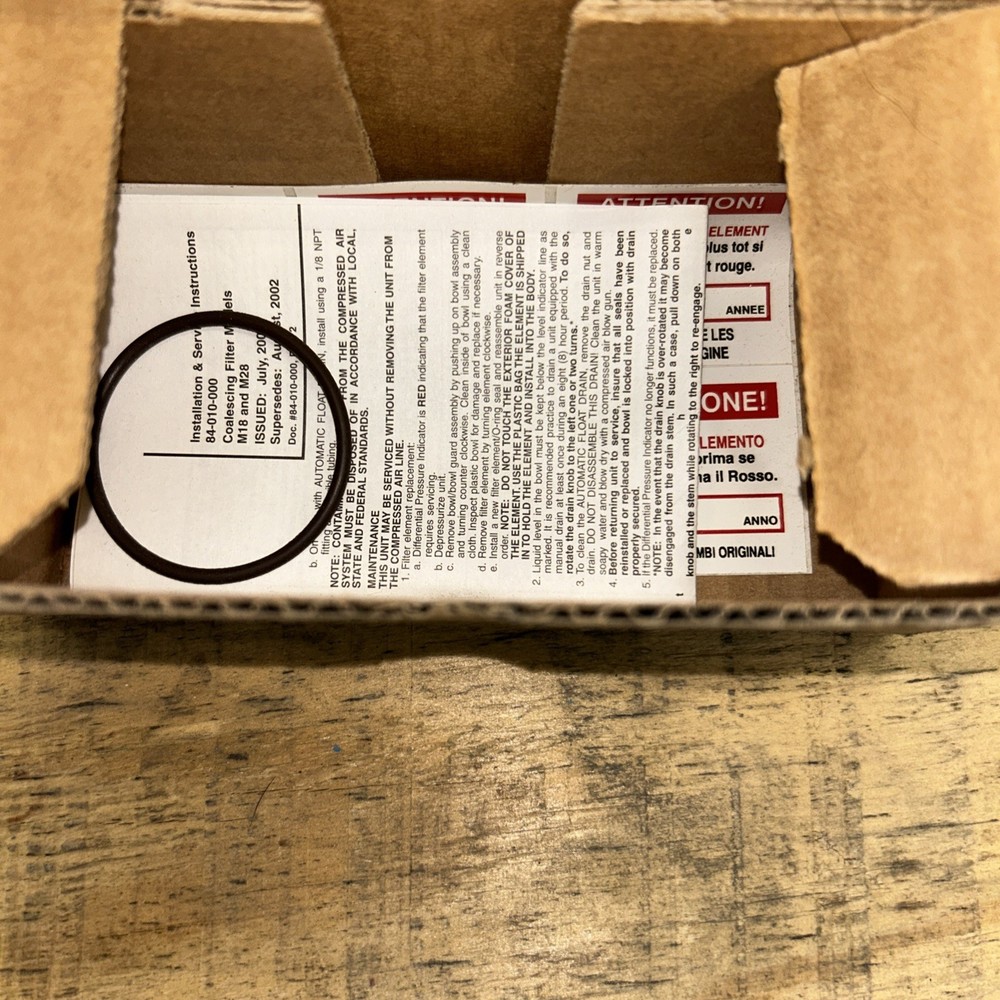 Installation & Service Instructions
84-010-000
Coalescing Filter Models
M18 and M28
ISSUED: July,
Supersedes: August, 2002
Doc. #84-010-000,
with AUTOMATIC FLOAT install using a 1/8 NPT
fitting tubing.
NOTE: FROM THE COMPRESSED AIR
SYSTEM MUST BE DISPOSED OF IN ACCORDANCE WITH LOCAL,
STATE AND FEDERAL STANDARDS.
MAINTENANCE
THIS UNIT MAY BE SERVICED WITHOUT REMOVING THE UNIT FROM
THE COMPRESSED AIR LINE.
1. Filter element replacement:
a. Differential Pressure Indicator is RED indicating that the filter element
requires servicing.
b. Depressurize unit.
c. Remove bowl/bowl guard assembly by pushing up on bowl assembly
and turning counter clockwise. Clean inside of bowl using a clean
cloth. Inspect plastic bowl for damage and replace if necessary.
d. Remove filter element by turning element clockwise.
e. Install a new filter element/O-ring seal and reassemble unit in reverse
order. NOTE: DO NOT TOUCH THE EXTERIOR FOAM COVER OF
THE ELEMENT. USE THE PLASTIC BAG THE ELEMENT IS SHIPPED
IN TO HOLD THE ELEMENT AND INSTALL INTO THE BODY.
2. Liquid level in the bowl must be kept below the level indicator line as
marked. It is recommended practice to drain a unit equipped with the
manual drain at least once during an eight (8) hour period. To do so,
rotate the drain knob to the left one or two turns.*
3. To clean the AUTOMATIC FLOAT DRAIN, remove the drain nut and
drain. DO NOT DISASSEMBLE THIS DRAIN! Clean the unit in warm
soapy water and blow dry with a compressed air blow gun.
4. Before returning unit to service, insure that all seals have been
reinstalled or replaced and bowl is locked into position with drain
properly secured.
5. If the Differential Pressure Indicator no longer functions, it must be replaced.
*NOTE: In the event that the drain knob is over-rotated it may become
disengaged from the drain stem. In such a case, pull down on both
knob and the stem while rotating to the right to re-engage.
ATTENTION!
ELEMENT
plus tot si
rouge.
ANNEE
LES
ONE!
LEMENTO
prima se
il Rosso.
ANNO
ORIGINALI